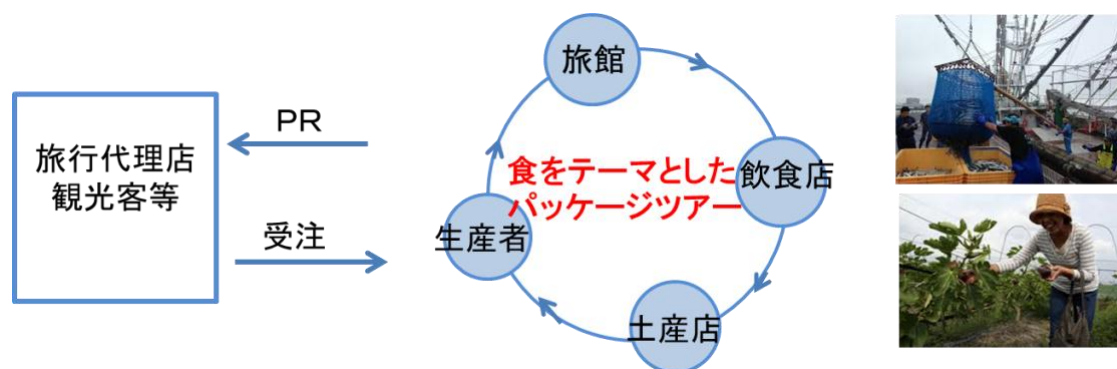 旅行代理店
観光客等
PR
受注
旅館
飲食店
土産店
生産者
食をテーマとした
パッケージツアー